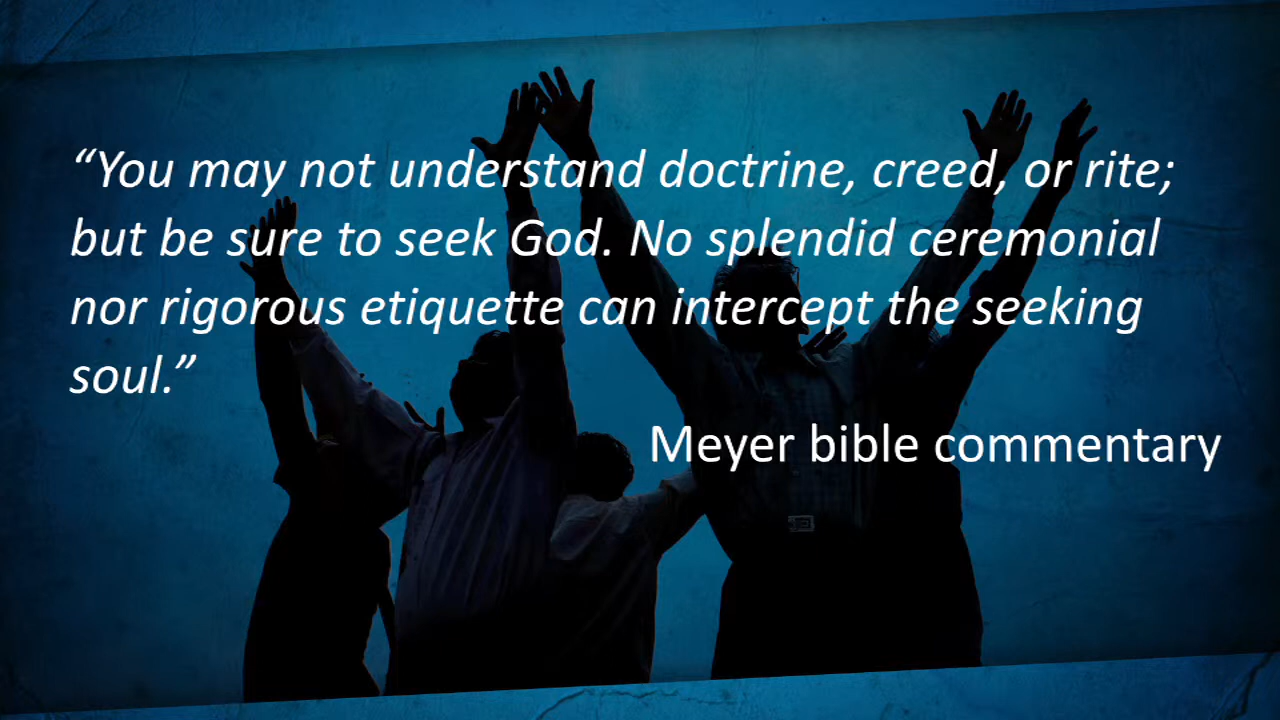 “You may not understand doctrine, creed, or rite;
but be sure to seek God. No splendid ceremonial
nor rigorous etiquette can intercept the seeking
soul.”
Meyer bible commentary